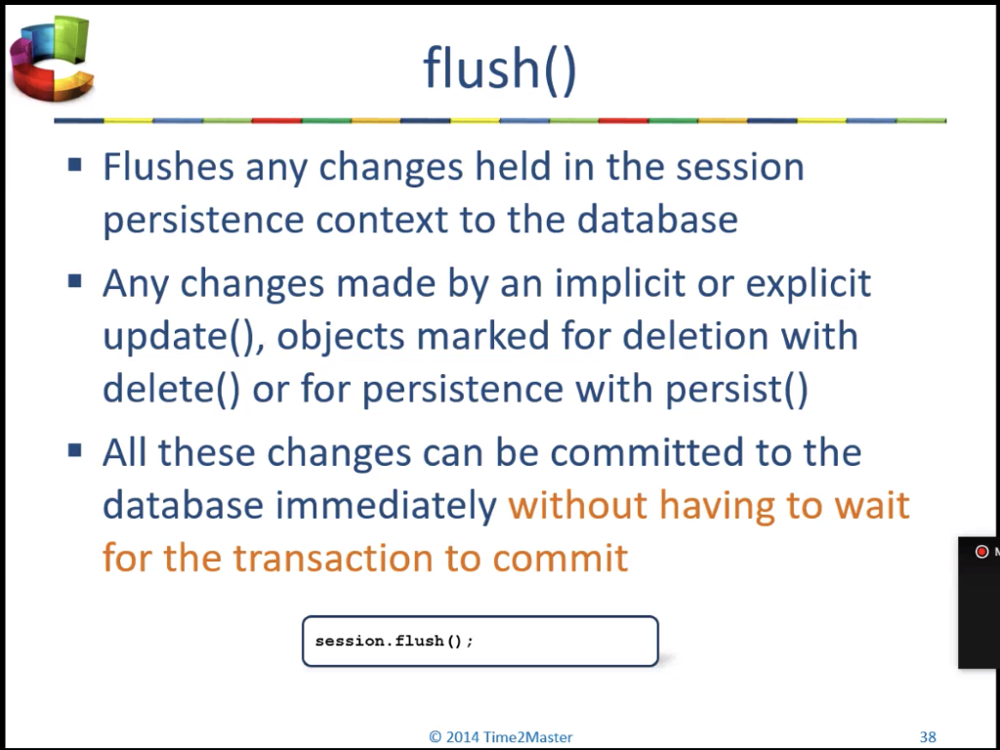 flush()
▪ Flushes any changes held in the session
persistence context to the database
▪ Any changes made by an implicit or explicit
update(), objects marked for deletion with
delete() or for persistence with persist()
▪ All these changes can be committed to the
database immediately without having to wait
for the transaction to commit
session.flush();
© 2014 Time2Master
38